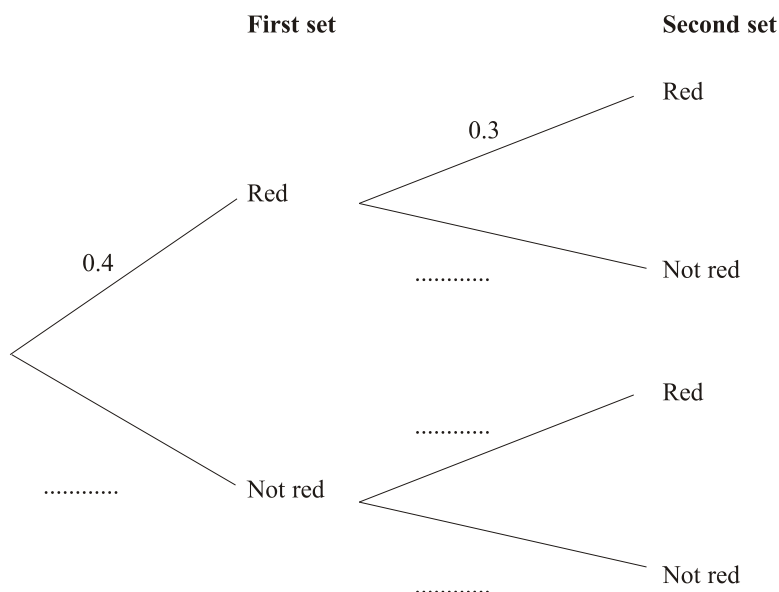 First set
Second set
Red
0.3
Red
0.4
Not red
............
Red
............
Not red
............
Not red
............